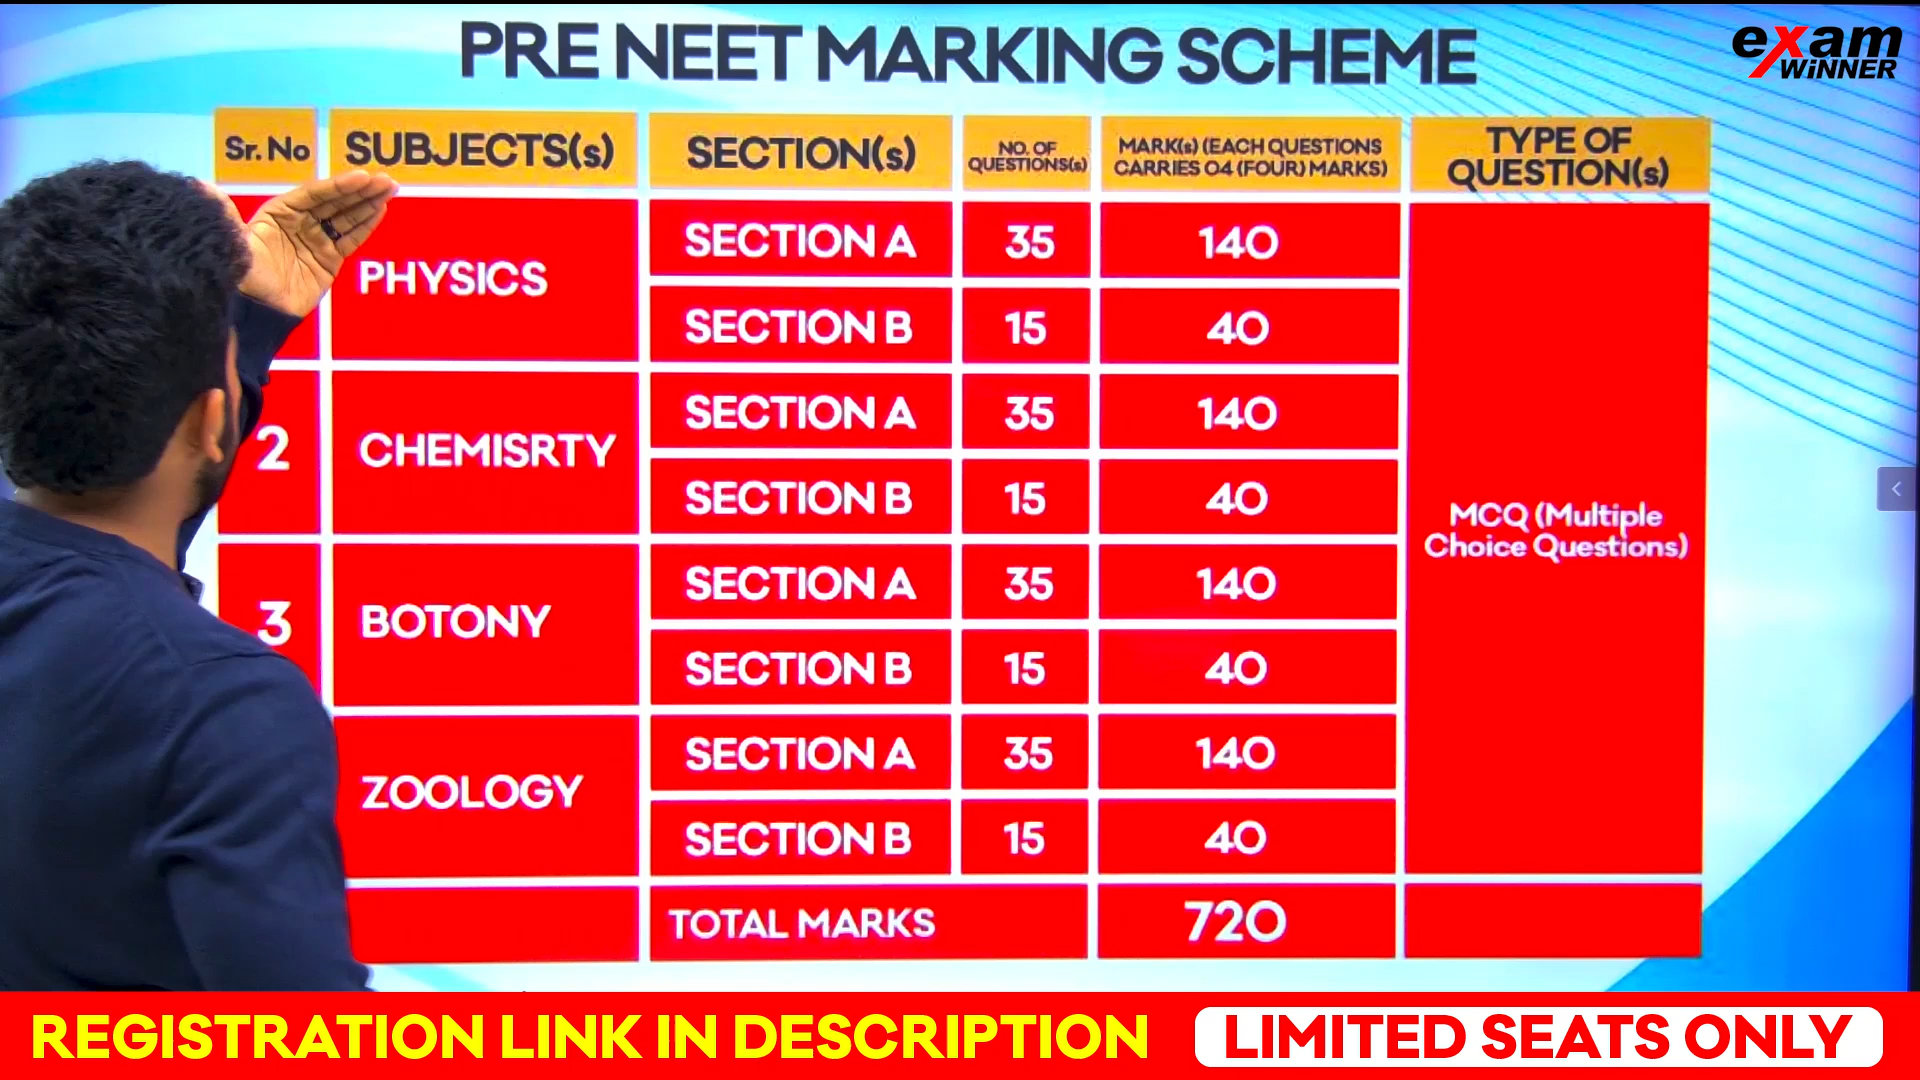 PRE NEET MARKING SCHEME
exam
WiNNER
Sr. No
SUBJECTS(s)
SECTION(s)
NO. OF
QUESTIONS(s)
MARK(s) (EACH QUESTIONS
CARRIES 04 (FOUR) MARKS)
TYPE OF
QUESTION(s)
PHYSICS
SECTION A
35
140
SECTION B
15
40
2
CHEMISRTY
SECTION A
35
140
SECTION B
15
40
MCQ (Multiple
Choice Questions)
3
BOTONY
SECTION A
35
140
SECTION B
15
40
ZOOLOGY
SECTION A
35
140
SECTION B
15
40
TOTAL MARKS
720
REGISTRATION LINK IN DESCRIPTION
LIMITED SEATS ONLY